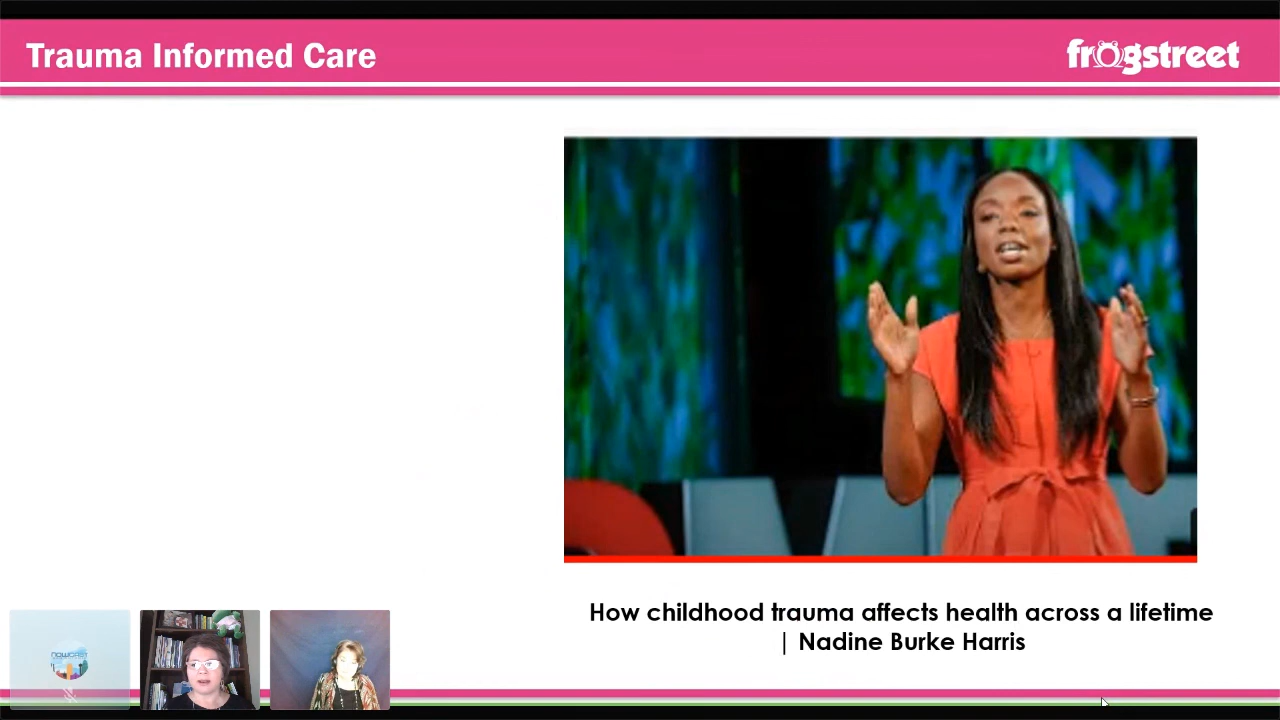 Trauma Informed Care
frogstreet
How childhood trauma affects health across a lifetime
| Nadine Burke Harris